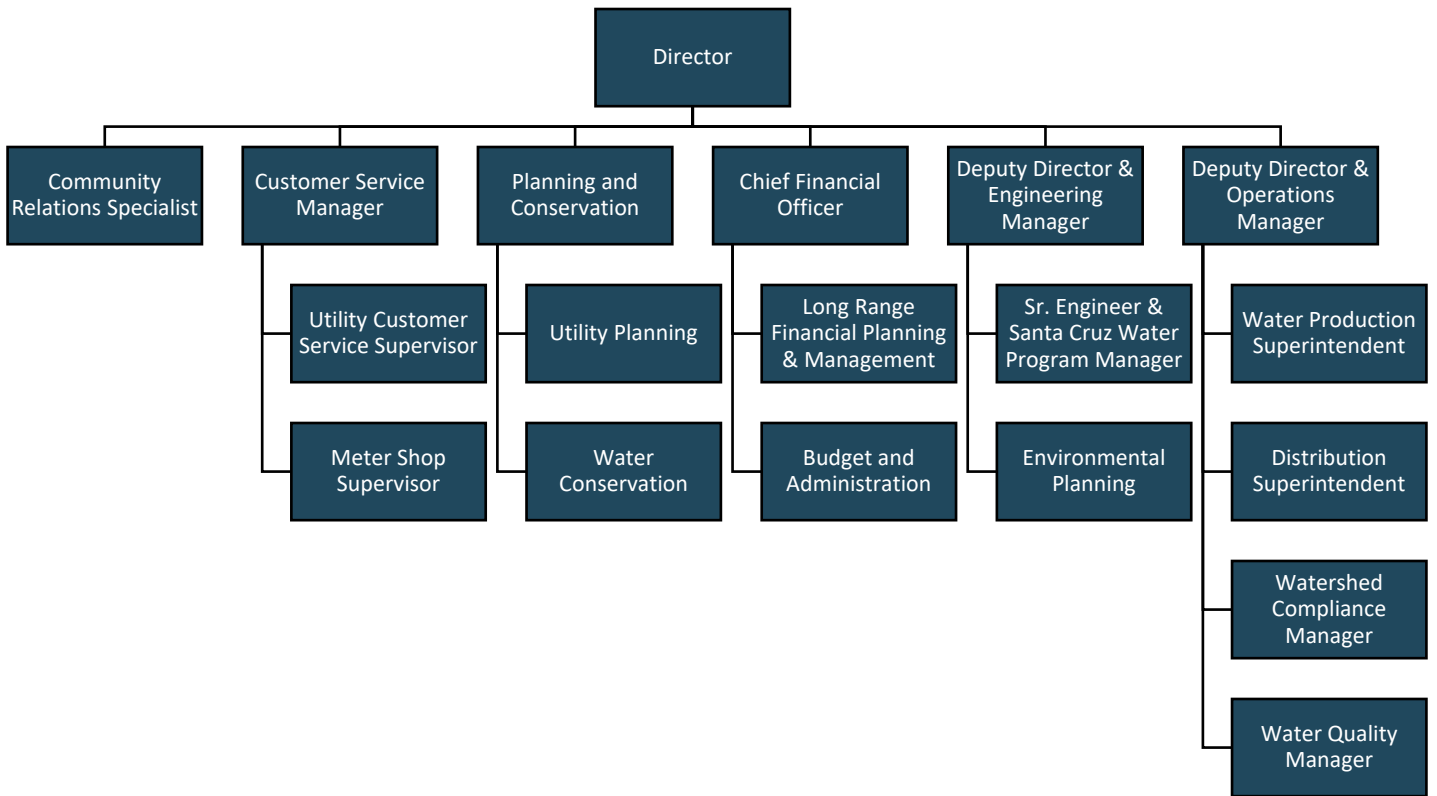 Director
Community
Relations Specialist
Customer Service
Manager
Planning and
Conservation
Chief Financial
Officer
Deputy Director &
Engineering
Manager
Deputy Director &
Operations
Manager
Utility Customer
Service Supervisor
Utility Planning
Long Range
Financial Planning
& Management
Sr. Engineer &
Santa Cruz Water
Program Manager
Water Production
Superintendent
Meter Shop
Supervisor
Water
Conservation
Budget and
Administration
Environmental
Planning
Distribution
Superintendent
Watershed
Compliance
Manager
Water Quality
Manager